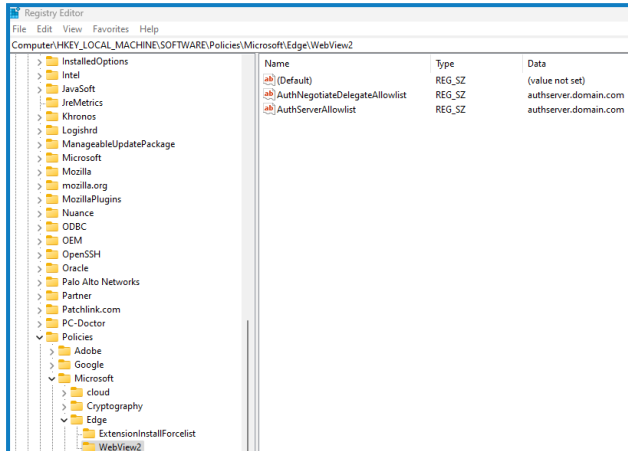 Registry Editor
File Edit View Favorites Help
Computer\HKEY_LOCAL_MACHINE\SOFTWARE\Policies\Microsoft\Edge\WebView2
InstalledOptions
Intel
JavaSoft
JreMetrics
Khronos
Logishrd
ManageableUpdatePackage
Microsoft
Mozilla
mozilla.org
MozillaPlugins
Nuance
ODBC
OEM
OpenSSH
Oracle
Palo Alto Networks
Partner
Patchlink.com
PC-Doctor
Policies
Adobe
Google
Microsoft
cloud
Cryptography
Edge
ExtensionInstallForcelist
WebView2
Name Type Data
ab (Default) REG_SZ (value not set)
ab AuthNegotiateDelegateAllowlist REG_SZ authserver.domain.com
ab AuthServerAllowlist REG_SZ authserver.domain.com